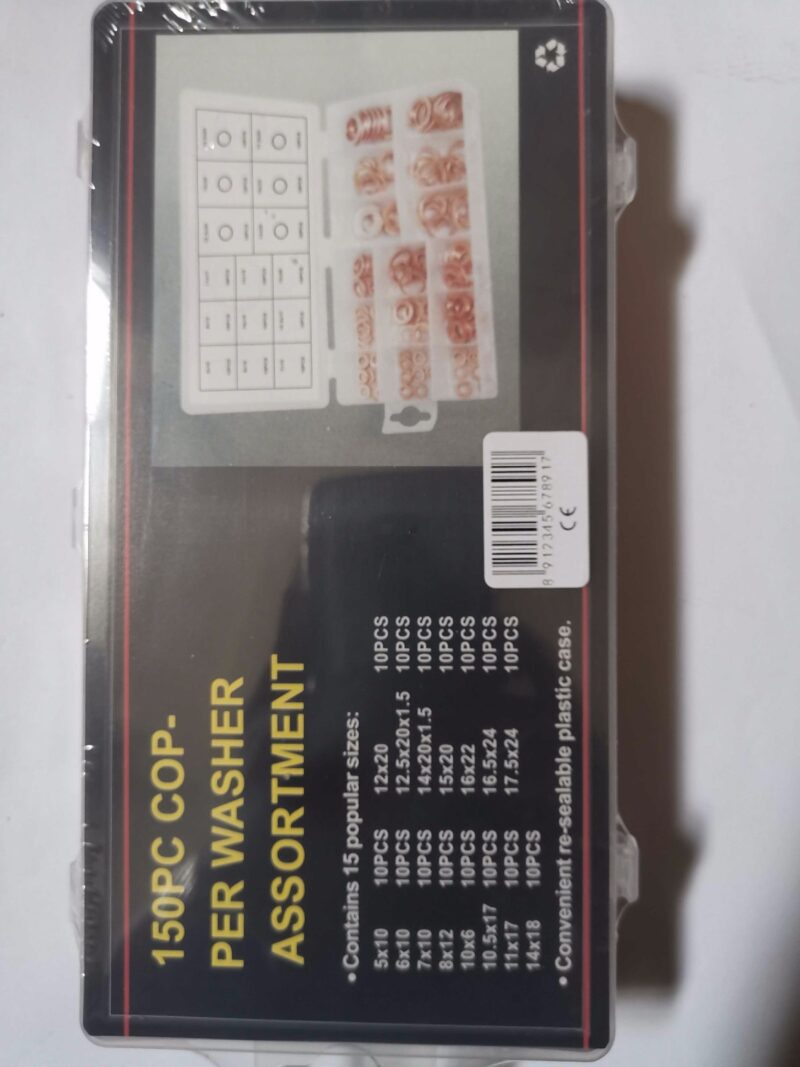 150PC COP-
PER WASHER
ASSORTMENT
• Contains 15 popular sizes:
5x10 10PCS 12x20 10PCS
6x10 10PCS 12.5x20x1.5 10PCS
7x10 10PCS 14x20x1.5 10PCS
8x12 10PCS 15x20 10PCS
10x6 10PCS 16x22 10PCS
10.5x17 10PCS 16.5x24 10PCS
11x17 10PCS 17.5x24 10PCS
14x18 10PCS
• Convenient re-sealable plastic case.
8 912345 678917
CE